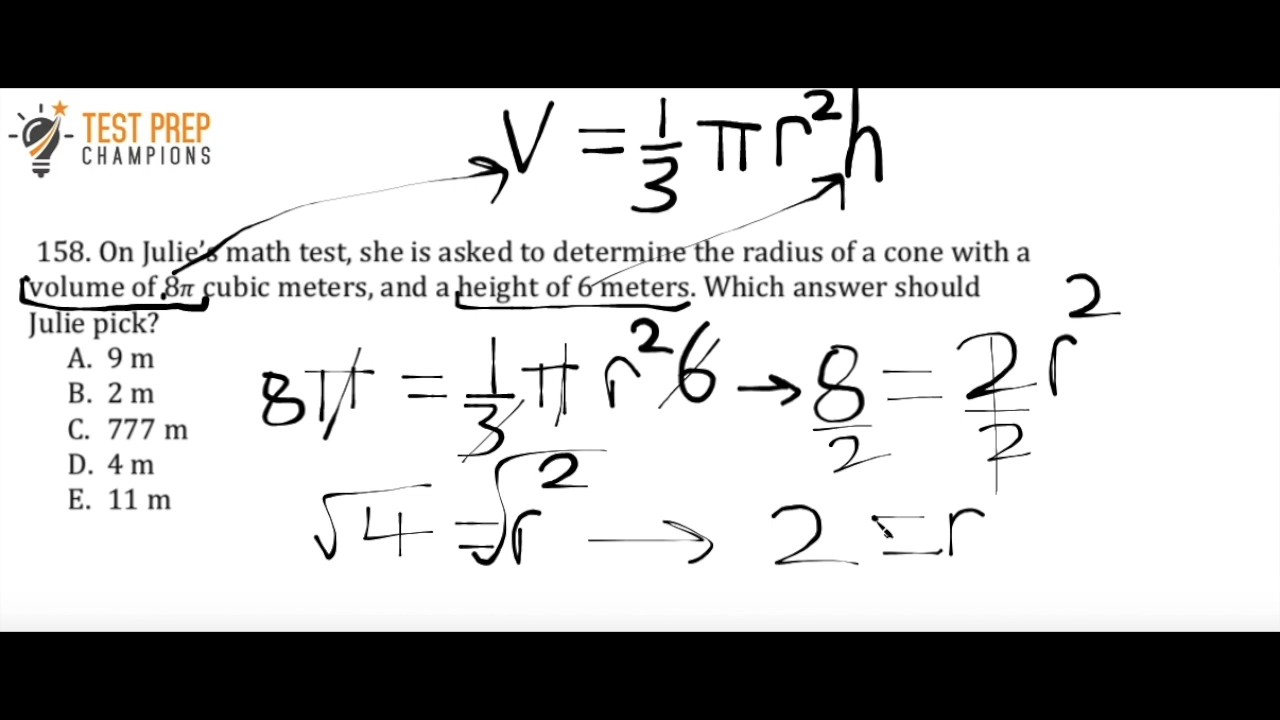 TEST PREP
CHAMPIONS
V = 1/3 π r² h
158. On Julie's math test, she is asked to determine the radius of a cone with a
volume of 8π cubic meters, and a height of 6 meters. Which answer should
Julie pick?
A. 9 m
B. 2 m
C. 777 m
D. 4 m
E. 11 m
8π = 1/3 π r² 6 → 8/2 = 2r²/2
√4 = √r² → 2 = r